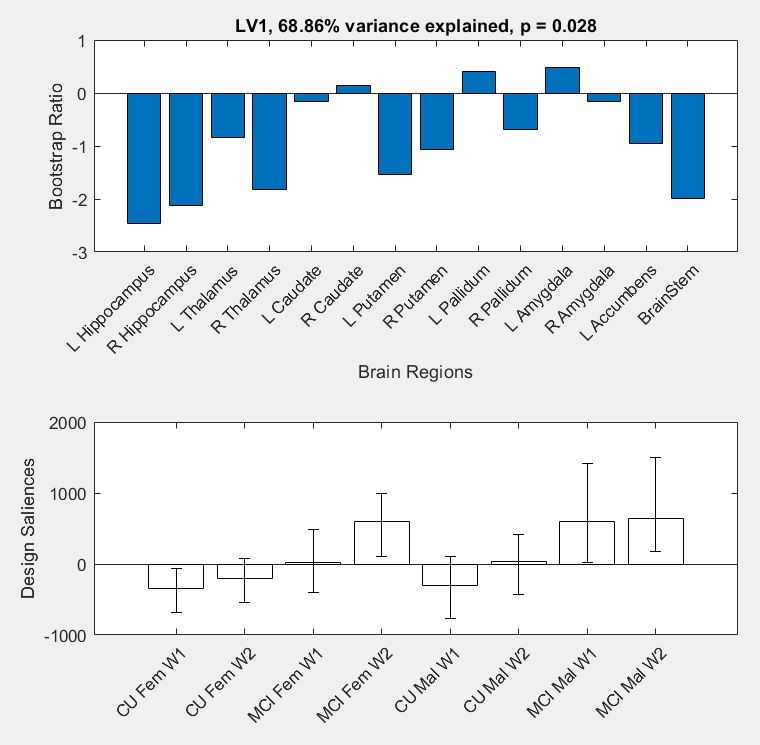 LV1, 68.86% variance explained, p = 0.028
Bootstrap Ratio
1
0
-1
-2
-3
L Hippocampus
R Hippocampus
L Thalamus
R Thalamus
L Caudate
R Caudate
L Putamen
R Putamen
L Pallidum
R Pallidum
L Amygdala
R Amygdala
L Accumbens
BrainStem
Brain Regions
Design Saliences
2000
1000
0
-1000
CU Fem W1
CU Fem W2
MCI Fem W1
MCI Fem W2
CU Mal W1
CU Mal W2
MCI Mal W1
MCI Mal W2